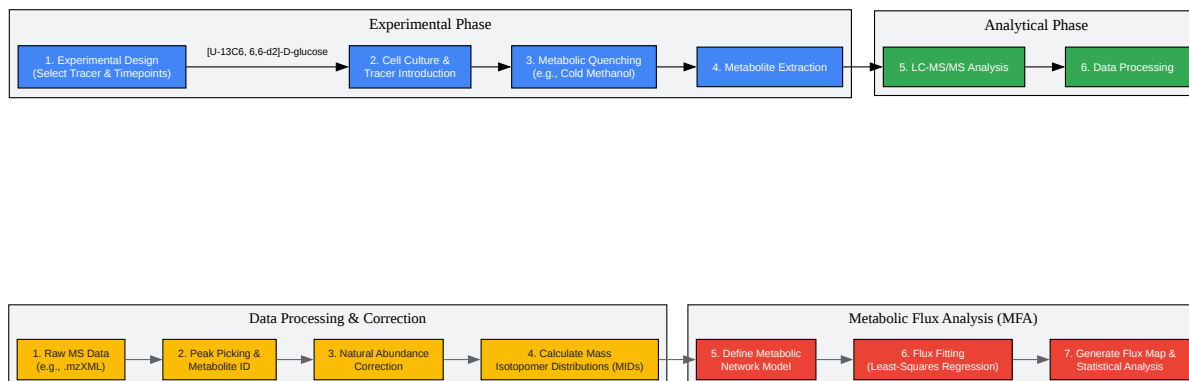 Experimental Phase
Analytical Phase
1. Experimental Design
(Select Tracer & Timepoints)
[U-13C6, 6,6-d2]-D-glucose
2. Cell Culture &
Tracer Introduction
3. Metabolic Quenching
(e.g., Cold Methanol)
4. Metabolite Extraction
5. LC-MS/MS Analysis
6. Data Processing
Data Processing & Correction
Metabolic Flux Analysis (MFA)
1. Raw MS Data
(e.g., .mzXML)
2. Peak Picking &
Metabolite ID
3. Natural Abundance
Correction
4. Calculate Mass
Isotopomer Distributions (MIDs)
5. Define Metabolic
Network Model
6. Flux Fitting
(Least-Squares Regression)
7. Generate Flux Map &
Statistical Analysis